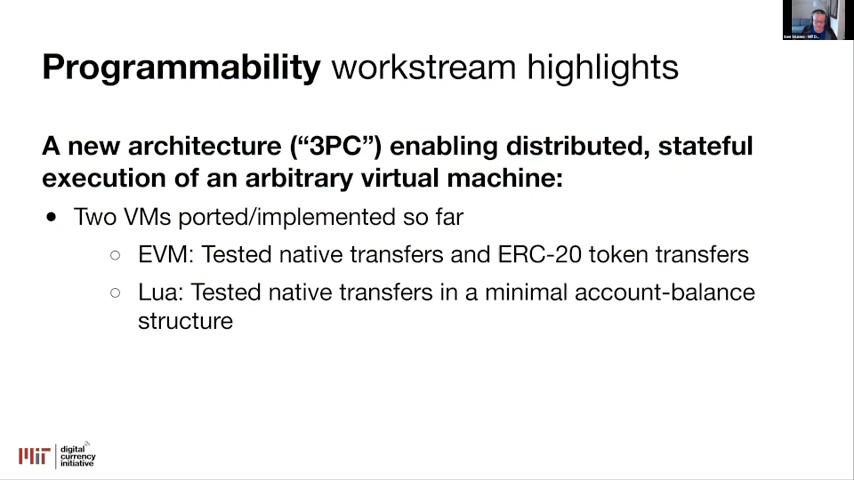 Programmability workstream highlights
A new architecture (“3PC”) enabling distributed, stateful
execution of an arbitrary virtual machine:
● Two VMs ported/implemented so far
○ EVM: Tested native transfers and ERC-20 token transfers
○ Lua: Tested native transfers in a minimal account-balance
structure
MIT
digital
currency
initiative